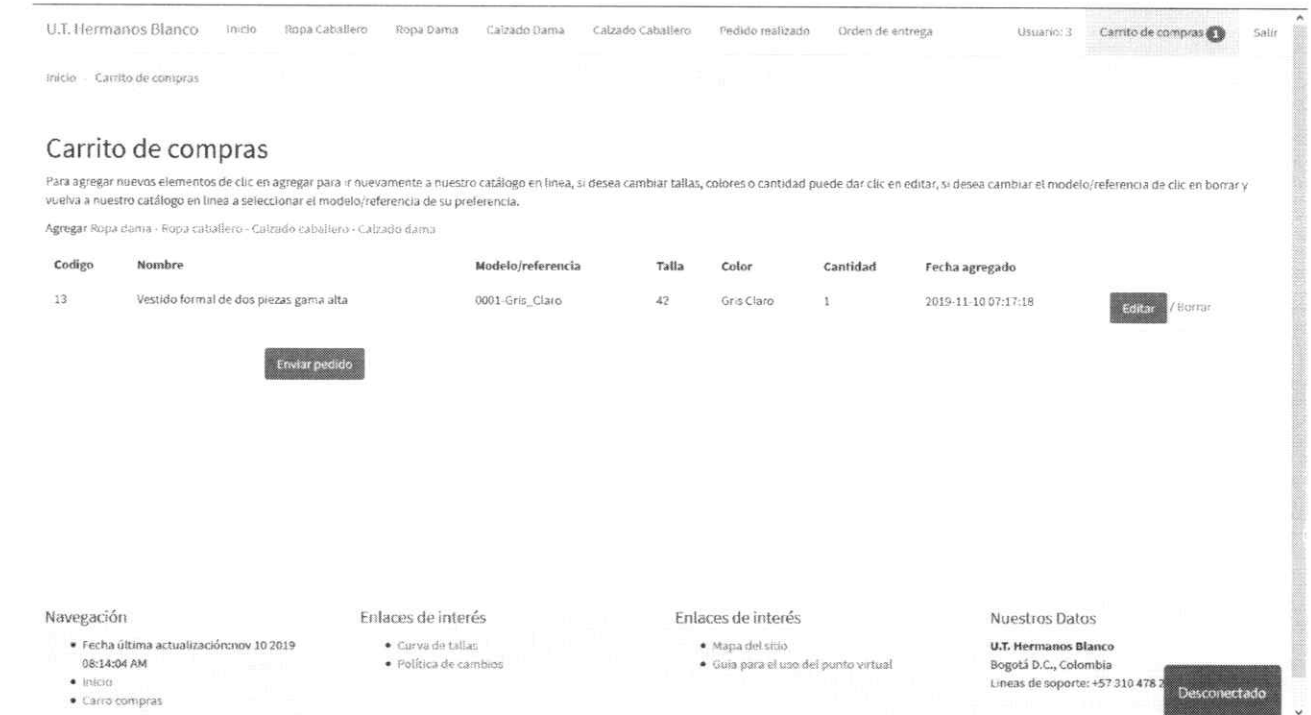 U.T. Hermanos Blanco Inicio Ropa Caballero Ropa Dama Calzado Dama Calzado Caballero Pedido realizado Orden de entrega Usuario: 3 Carrito de compras 1 Salir
Inicio - Carrito de compras
Carrito de compras
Para agregar nuevos elementos de clic en agregar para ir nuevamente a nuestro catálogo en linea, si desea cambiar tallas, colores o cantidad puede dar clic en editar, si desea cambiar el modelo/referencia de clic en borrar y
vuelva a nuestro catálogo en linea a seleccionar el modelo/referencia de su preferencia.
Agregar Ropa dama - Ropa caballero - Calzado caballero - Calzado dama
Codigo Nombre Modelo/referencia Talla Color Cantidad Fecha agregado
13 Vestido formal de dos piezas gama alta 0001-Gris_Claro 42 Gris Claro 1 2019-11-10 07:17:18 Editar / Borrar
Enviar pedido
Navegación Enlaces de interés Enlaces de interés Nuestros Datos
• Fecha última actualización:nov 10 2019 • Curva de tallas • Mapa del sitio U.T. Hermanos Blanco
08:14:04 AM • Política de cambios • Guia para el uso del punto virtual Bogotá D.C., Colombia
• Inicio Lineas de soporte: +57 310 478 2
• Carro compras Desconectado